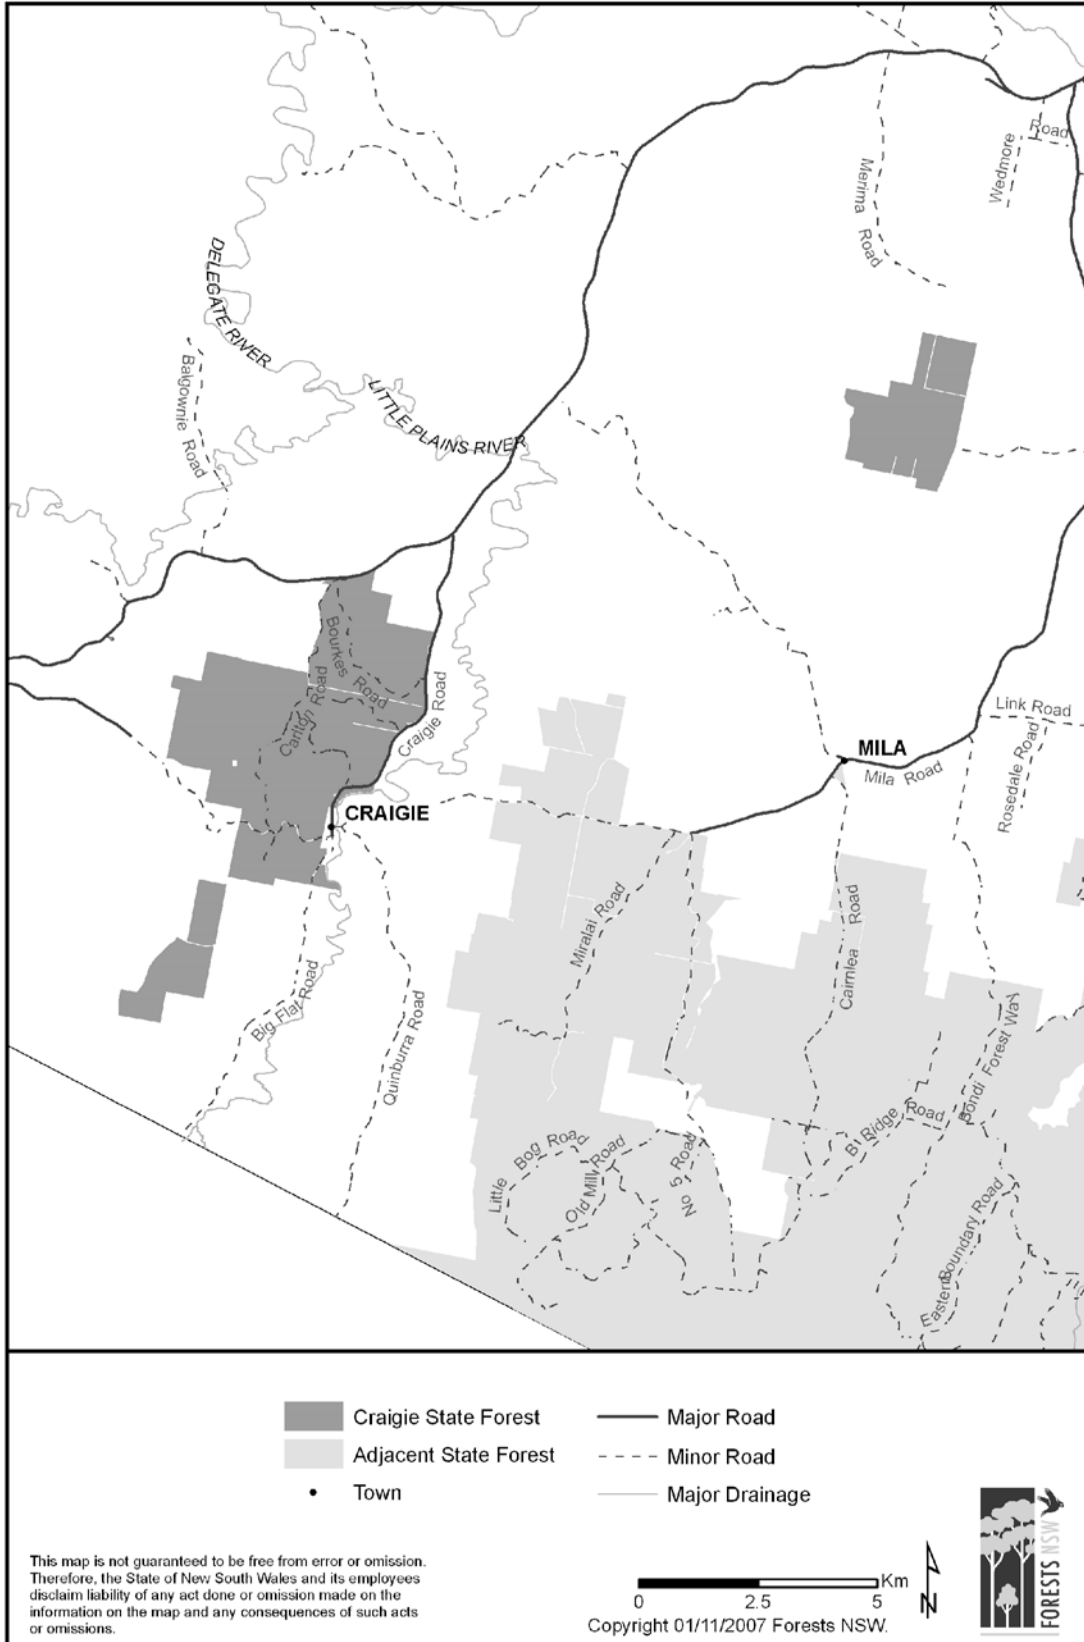 Road
Wedmore
Merima Road
DELEGATE RIVER
Balgownie Road
LITTLE PLAINS RIVER
Bourkes Road
Carlton Road
Craigie Road
Link Road
Rosedale Road
MILA
Mila Road
CRAIGIE
Miralai Road
Cairnlea Road
Big Flat Road
Quinburra Road
Bondi Forest Way
Bt Ridge Road
Little Bog Road
Old Mill Road
No 5 Road
Eastern Boundary Road
Craigie State Forest
Adjacent State Forest
Town
Major Road
Minor Road
Major Drainage
This map is not guaranteed to be free from error or omission.
Therefore, the State of New South Wales and its employees
disclaim liability of any act done or omission made on the
information on the map and any consequences of such acts
or omissions.
Km
0 2.5 5
Copyright 01/11/2007 Forests NSW.
N
FORESTS NSW